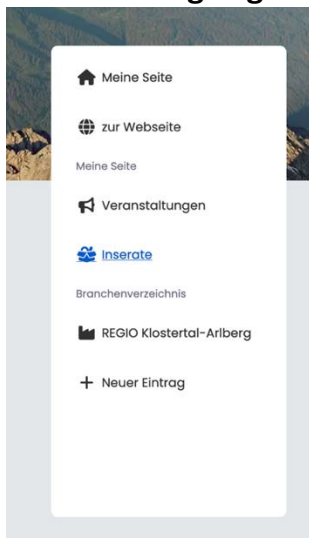 Meine Seite
zur Webseite
Meine Seite
Veranstaltungen
Inserate
Branchenverzeichnis
REGIO Klostertal-Arlberg
Neuer Eintrag